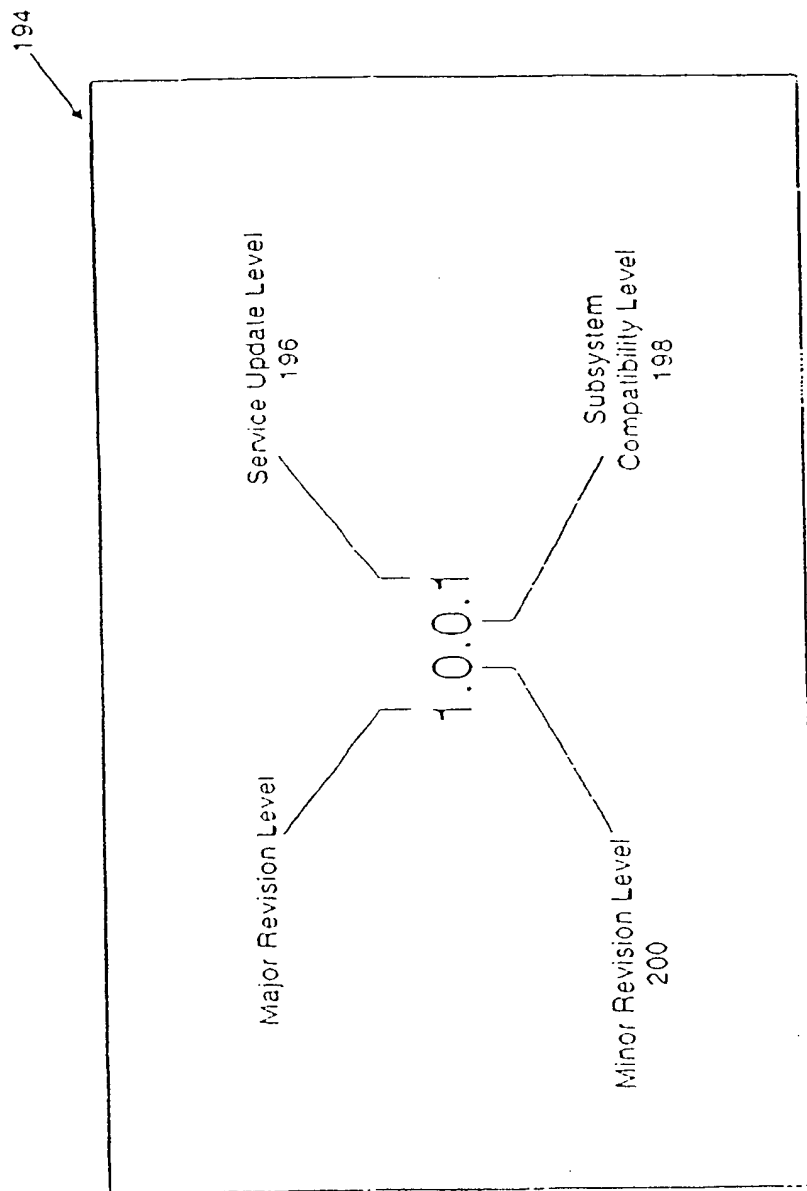 194
Major Revision Level
Service Update Level
196
1.0.0.1
Minor Revision Level
200
Subsystem
Compatibility Level
198